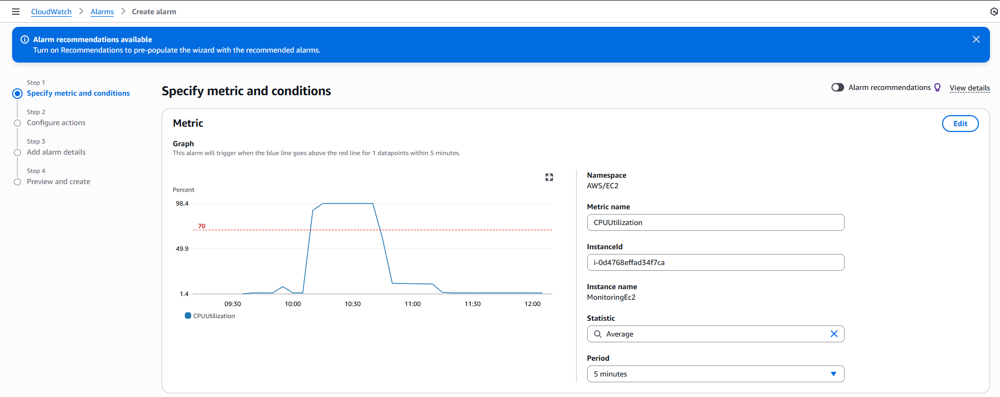 CloudWatch > Alarms > Create alarm
Alarm recommendations available
Turn on Recommendations to pre-populate the wizard with the recommended alarms.
Step 1
Specify metric and conditions
Step 2
Configure actions
Step 3
Add alarm details
Step 4
Preview and create
Specify metric and conditions
Alarm recommendations View details
Metric
Edit
Graph
This alarm will trigger when the blue line goes above the red line for 1 datapoints within 5 minutes.
Percent
98.4
70
49.9
1.4
09:30 10:00 10:30 11:00 11:30 12:00
CPUUtilization
Namespace
AWS/EC2
Metric name
CPUUtilization
InstanceId
i-0d4768effad34f7ca
Instance name
MonitoringEc2
Statistic
Average
Period
5 minutes